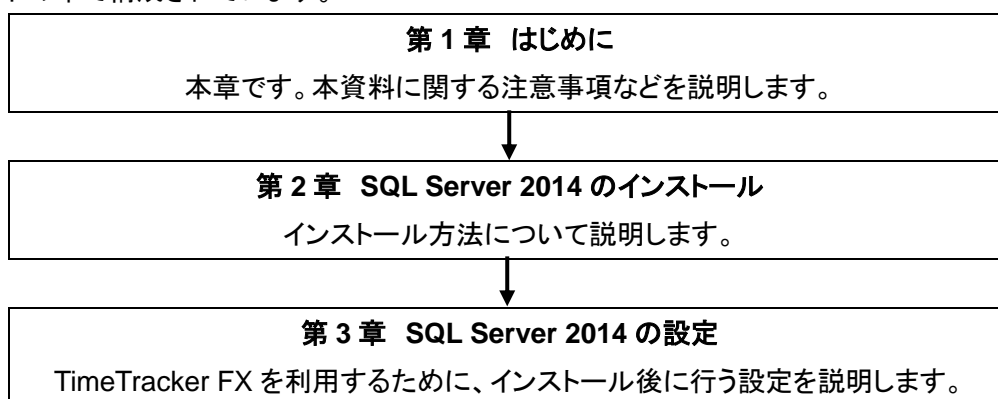 第 1 章 はじめに
本章です。本資料に関する注意事項などを説明します。
第 2 章 SQL Server 2014 のインストール
インストール方法について説明します。
第 3 章 SQL Server 2014 の設定
TimeTracker FX を利用するために、インストール後に行う設定を説明します。